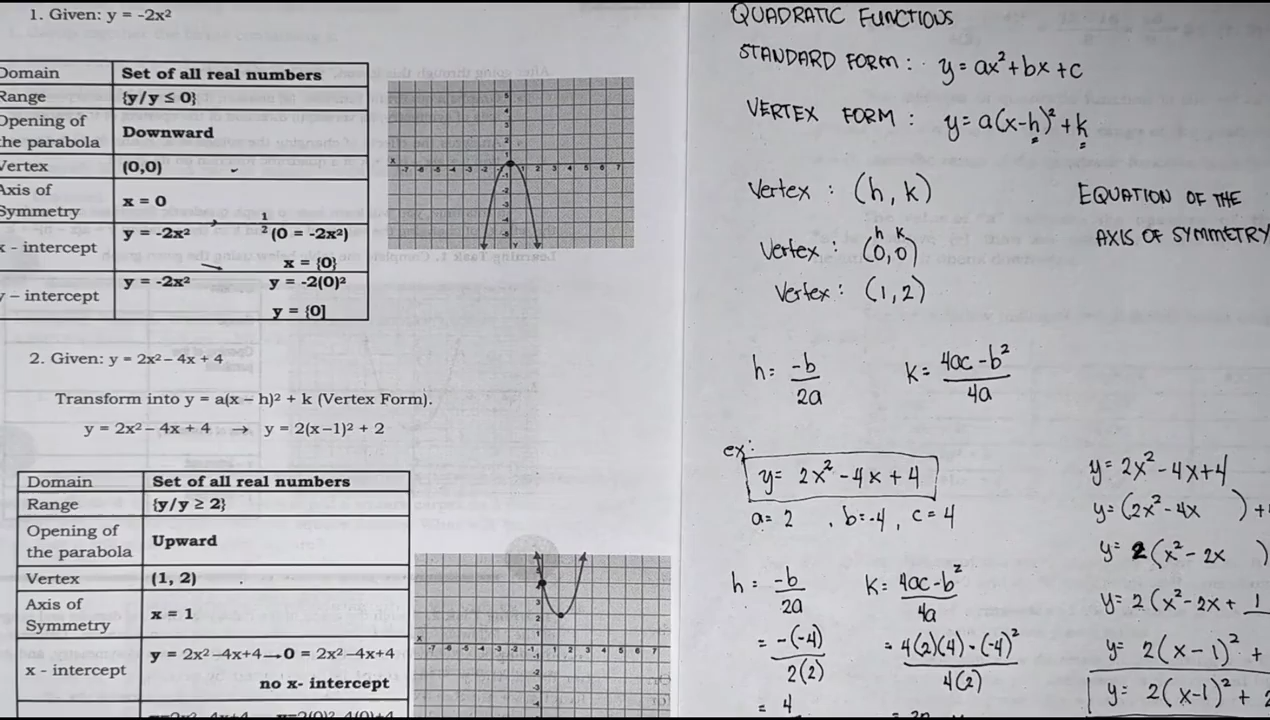 1. Given: y = -2x²
Domain Set of all real numbers
Range {y/y ≤ 0}
Opening of the parabola Downward
Vertex (0,0)
Axis of Symmetry x = 0
x - intercept y = -2x² 1/2 (0 = -2x²)
x = {0}
y – intercept y = -2x² y = -2(0)²
y = {0]
2. Given: y = 2x² – 4x + 4
Transform into y = a(x – h)² + k (Vertex Form).
y = 2x² – 4x + 4 → y = 2(x –1)² + 2
Domain Set of all real numbers
Range {y/y ≥ 2}
Opening of the parabola Upward
Vertex (1, 2)
Axis of Symmetry x = 1
x - intercept y = 2x² –4x+4 → 0 = 2x² –4x+4
no x- intercept
QUADRATIC FUNCTIONS
STANDARD FORM : y = ax² + bx + c
VERTEX FORM : y = a(x-h)² + k
Vertex : (h, k)
h k
Vertex : (0, 0)
Vertex : (1, 2)
EQUATION OF THE
AXIS OF SYMMETRY
h = -b/2a K = 4ac - b²/4a
ex:
y = 2x² - 4x + 4
a = 2 , b = -4 , c = 4
h = -b/2a K = 4ac - b²/4a
= -(-4)/2(2) = 4(2)(4) - (-4)²/4(2)
= 4
y = 2x² - 4x + 4
y = (2x² - 4x ) +
y = 2 (x² - 2x )
y = 2 (x² - 2x + 1
y = 2 (x - 1)² +
y = 2 (x-1)² + 2